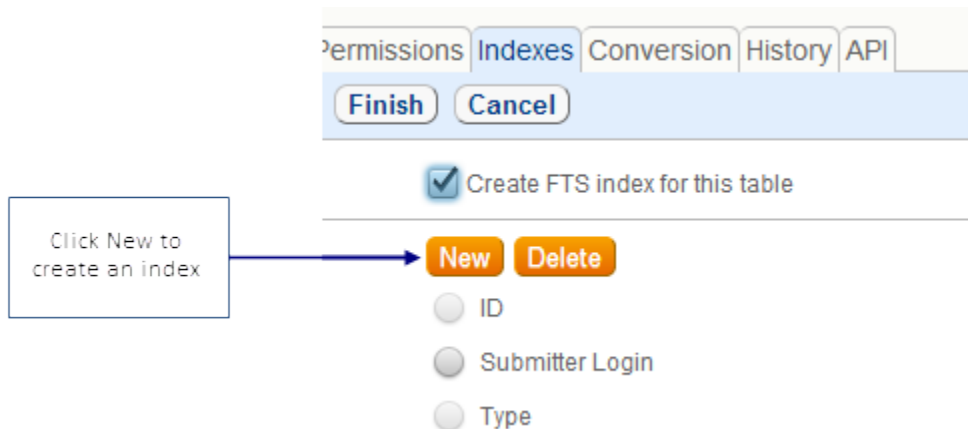 Permissions Indexes Conversion History API
Finish Cancel
Create FTS index for this table
Click New to
create an index
New Delete
ID
Submitter Login
Type